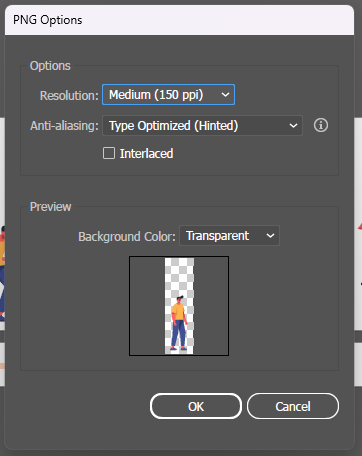 PNG Options
Options
Resolution: Medium (150 ppi)
Anti-aliasing: Type Optimized (Hinted)
Interlaced
Preview
Background Color: Transparent
OK Cancel